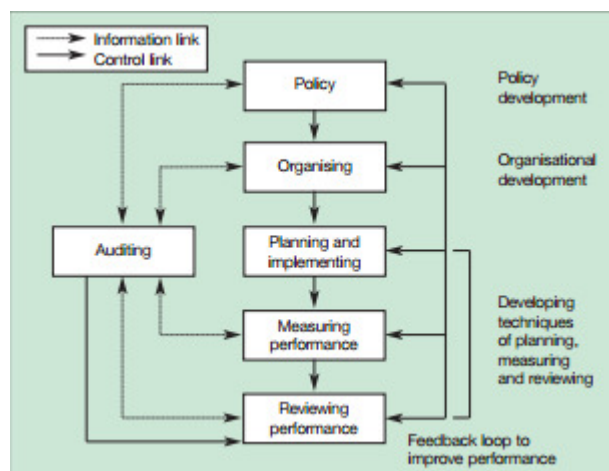 Information link
Control link
Policy
Policy
development
Organising
Organisational
development
Auditing
Planning and
implementing
Measuring
performance
Developing
techniques
of planning,
measuring
and reviewing
Reviewing
performance
Feedback loop to
improve performance